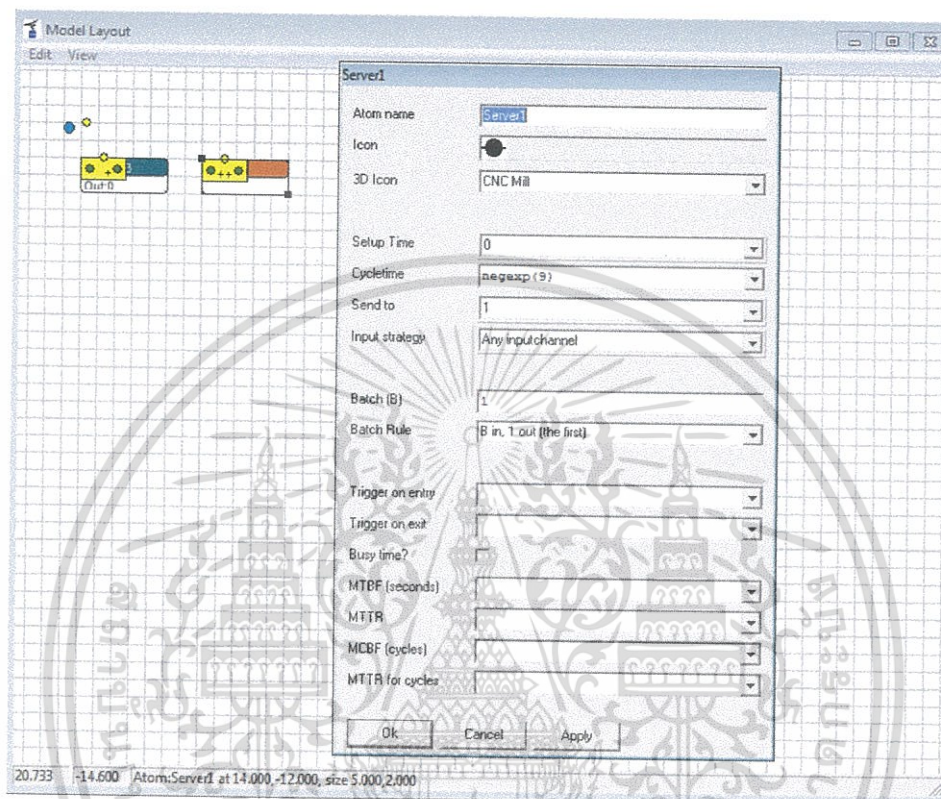 Model Layout
Edit View
Server1
Atom name Server1
Icon
3D Icon CNC Mill
Setup Time 0
Cycletime negexp(9)
Send to 1
Input strategy Any inputchannel
Batch (B) 1
Batch Rule B in, 1 out (the first)
Trigger on entry
Trigger on exit
Busy time?
MTBF (seconds)
MTTR
MCBF (cycles)
MTTR for cycles
Ok Cancel Apply
Out:0
20.733 -14.600 Atom:Server1 at 14.000,-12.000, size 5.000,2.000